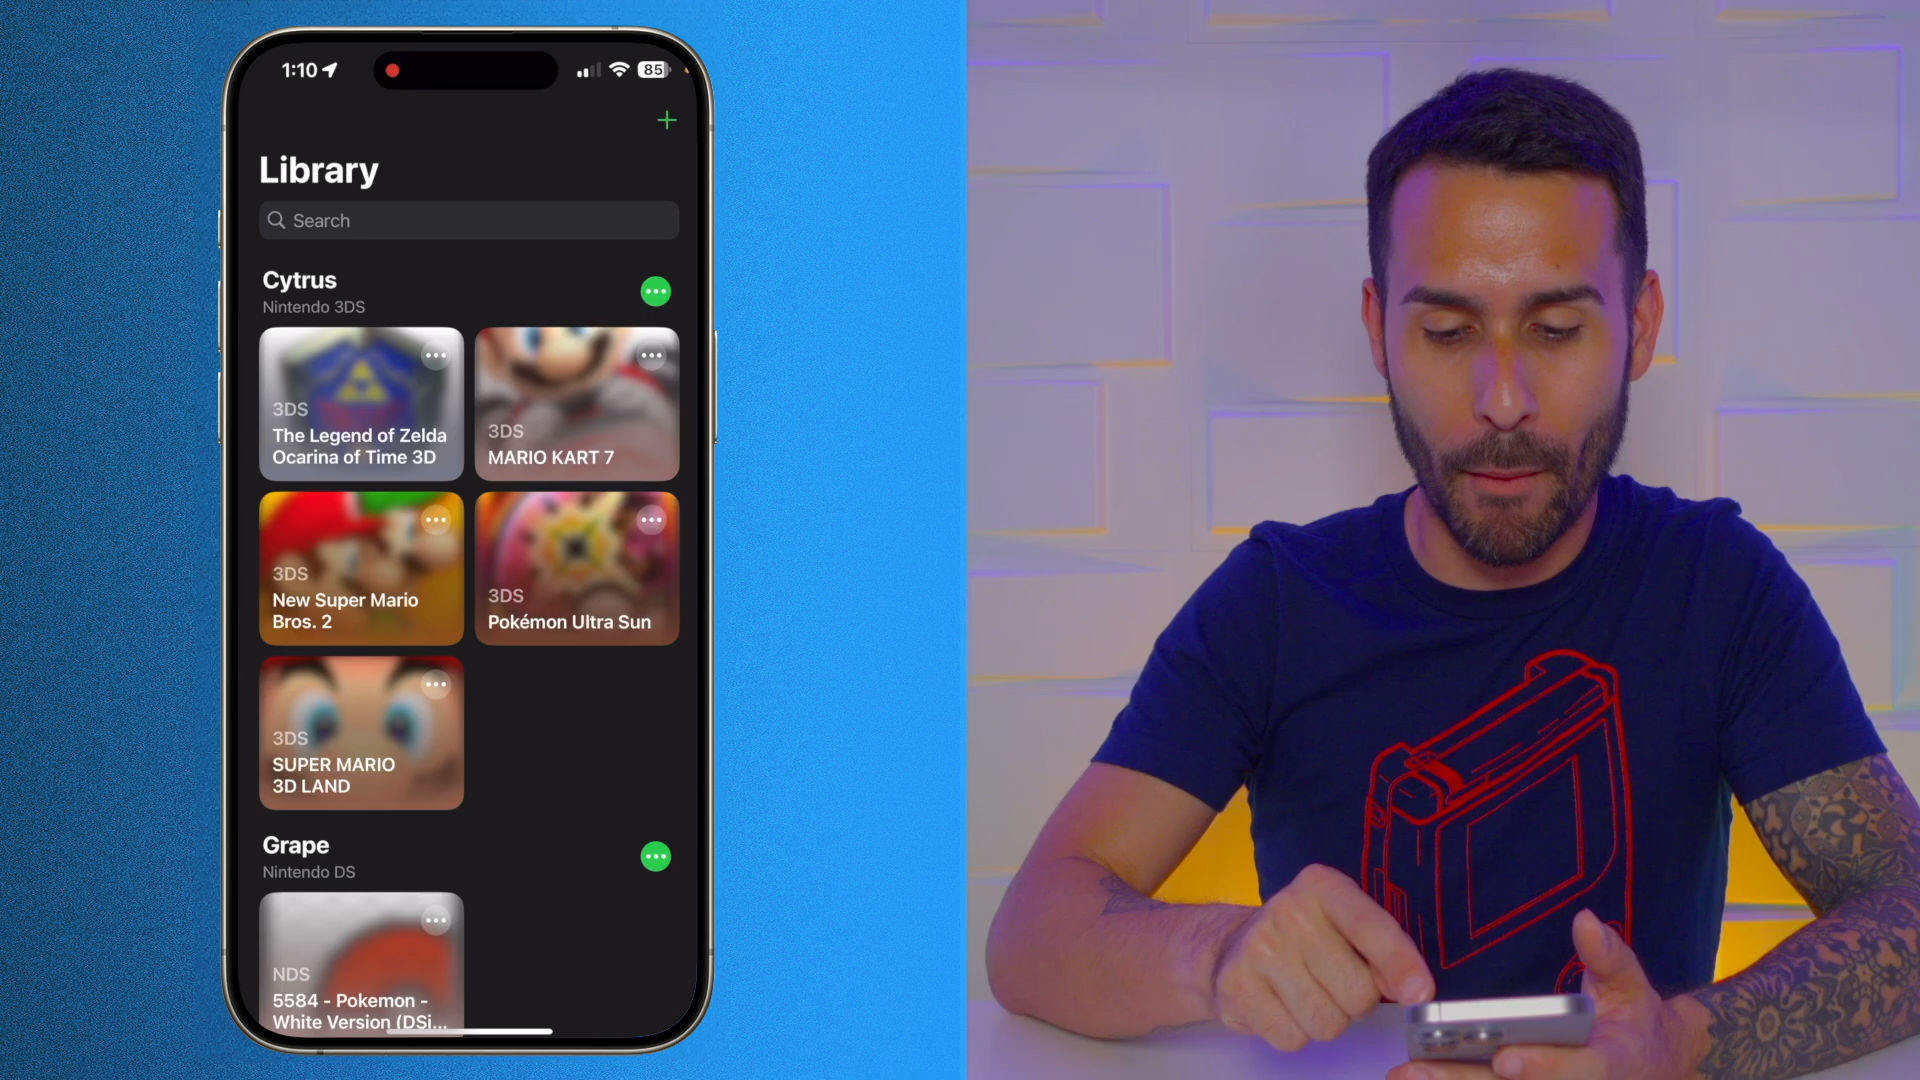 1:10
85
Library
Search
Cytrus
Nintendo 3DS
3DS
The Legend of Zelda
Ocarina of Time 3D
3DS
MARIO KART 7
3DS
New Super Mario
Bros. 2
3DS
Pokémon Ultra Sun
3DS
SUPER MARIO
3D LAND
Grape
Nintendo DS
NDS
5584 - Pokemon -
White Version (DSi...